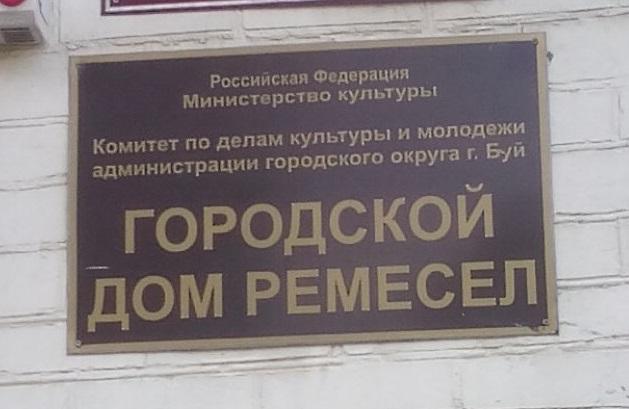 Российская Федерация
Министерство культуры
Комитет по делам культуры и молодежи
администрации городского округа г. Буй
ГОРОДСКОЙ
ДОМ РЕМЕСЕЛ